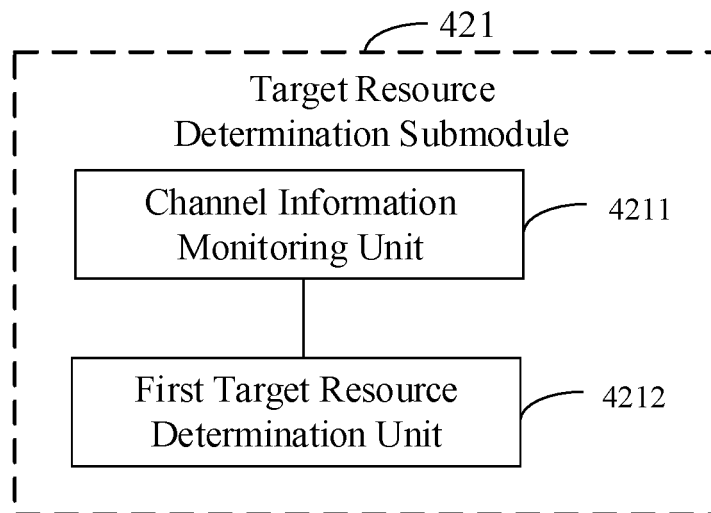 421
Target Resource
Determination Submodule
Channel Information
Monitoring Unit
4211
First Target Resource
Determination Unit
4212